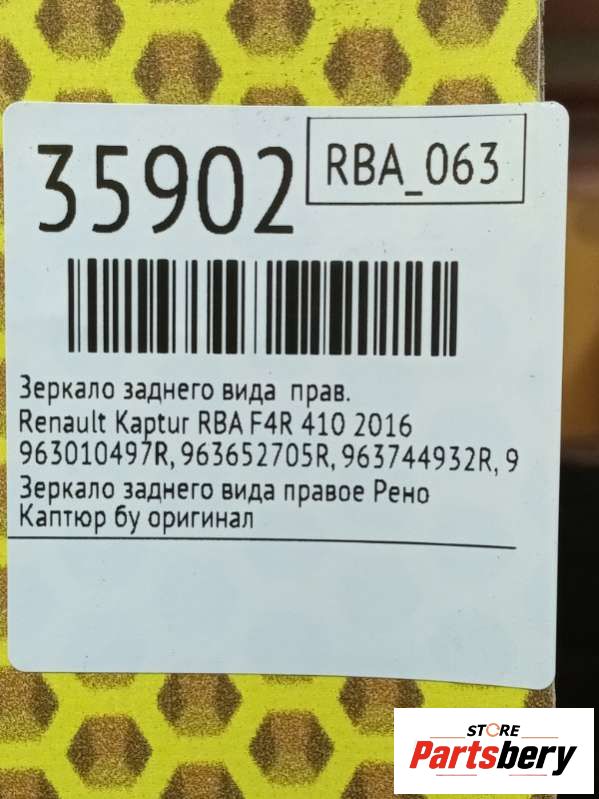 35902
RBA_063
Зеркало заднего вида прав.
Renault Kaptur RBA F4R 410 2016
963010497R, 963652705R, 963744932R, 9
Зеркало заднего вида правое Рено
Каптюр бу оригинал
STORE
Partsbery